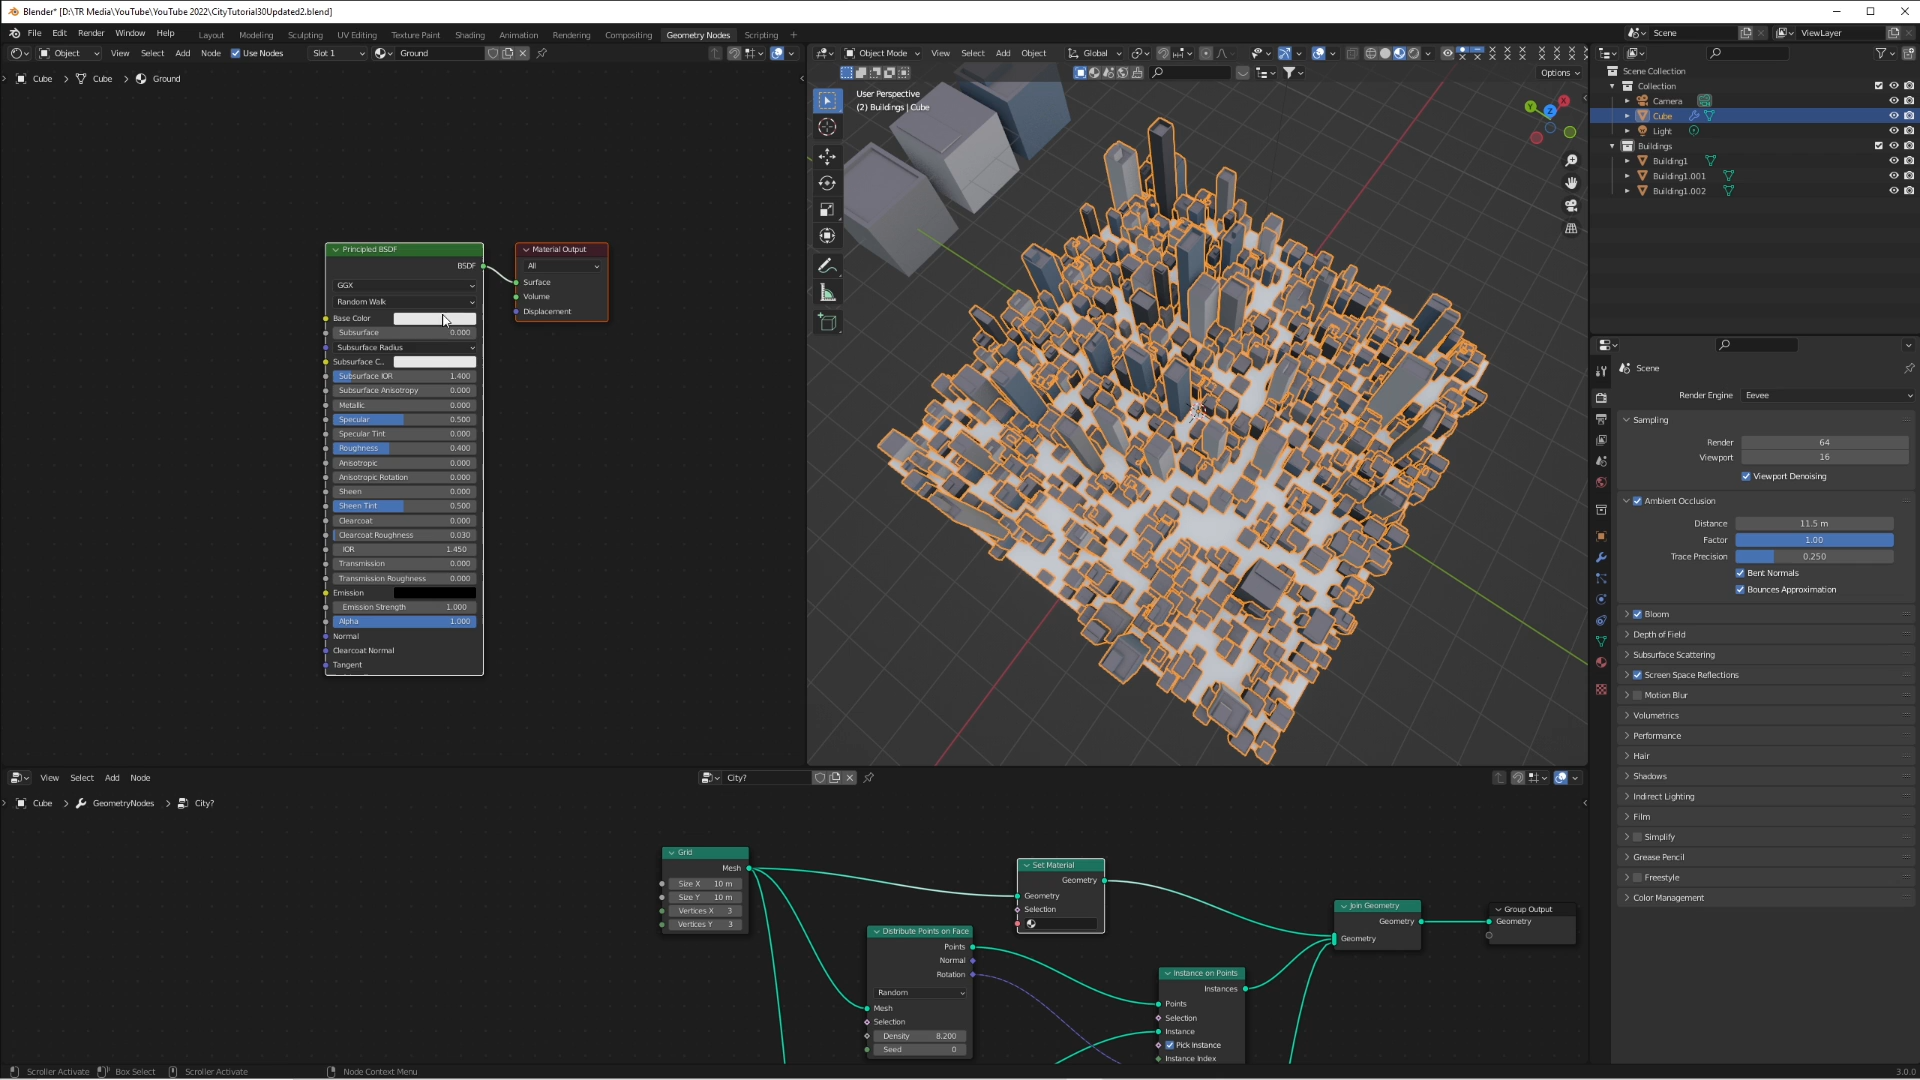 Blender* [D:\TR Media\YouTube\YouTube 2022\CityTutorial30Updated2.blend]
File Edit Render Window Help Layout Modeling Sculpting UV Editing Texture Paint Shading Animation Rendering Compositing Geometry Nodes Scripting + Scene ViewLayer
Object View Select Add Node Use Nodes Slot 1 Ground
Cube > Cube > Ground
Principled BSDF
BSDF
GGX
Random Walk
Base Color
Subsurface 0.000
Subsurface Radius
Subsurface C..
Subsurface IOR 1.400
Subsurface Anisotropy 0.000
Metallic 0.000
Specular 0.500
Specular Tint 0.000
Roughness 0.400
Anisotropic 0.000
Anisotropic Rotation 0.000
Sheen 0.000
Sheen Tint 0.500
Clearcoat 0.000
Clearcoat Roughness 0.030
IOR 1.450
Transmission 0.000
Transmission Roughness 0.000
Emission
Emission Strength 1.000
Alpha 1.000
Normal
Clearcoat Normal
Tangent
Material Output
All
Surface
Volume
Displacement
Object Mode View Select Add Object Global
Options
User Perspective
(2) Buildings | Cube
Y
Z
X
Scene Collection
Collection
Camera
Cube
Light
Buildings
Building1
Building1.001
Building1.002
Scene
Render Engine Eevee
Sampling
Render 64
Viewport 16
Viewport Denoising
Ambient Occlusion
Distance 11.5 m
Factor 1.00
Trace Precision 0.250
Bent Normals
Bounces Approximation
Bloom
Depth of Field
Subsurface Scattering
Screen Space Reflections
Motion Blur
Volumetrics
Performance
Hair
Shadows
Indirect Lighting
Film
Simplify
Grease Pencil
Freestyle
Color Management
View Select Add Node City?
Cube > GeometryNodes > City?
Grid
Mesh
Size X 10 m
Size Y 10 m
Vertices X 3
Vertices Y 3
Distribute Points on Face
Points
Normal
Rotation
Random
Mesh
Selection
Density 8.200
Seed 0
Set Material
Geometry
Geometry
Selection
Instance on Points
Instances
Points
Selection
Instance
Pick Instance
Instance Index
Join Geometry
Geometry
Geometry
Group Output
Geometry
Scroller Activate Box Select Scroller Activate Node Context Menu 3.0.0